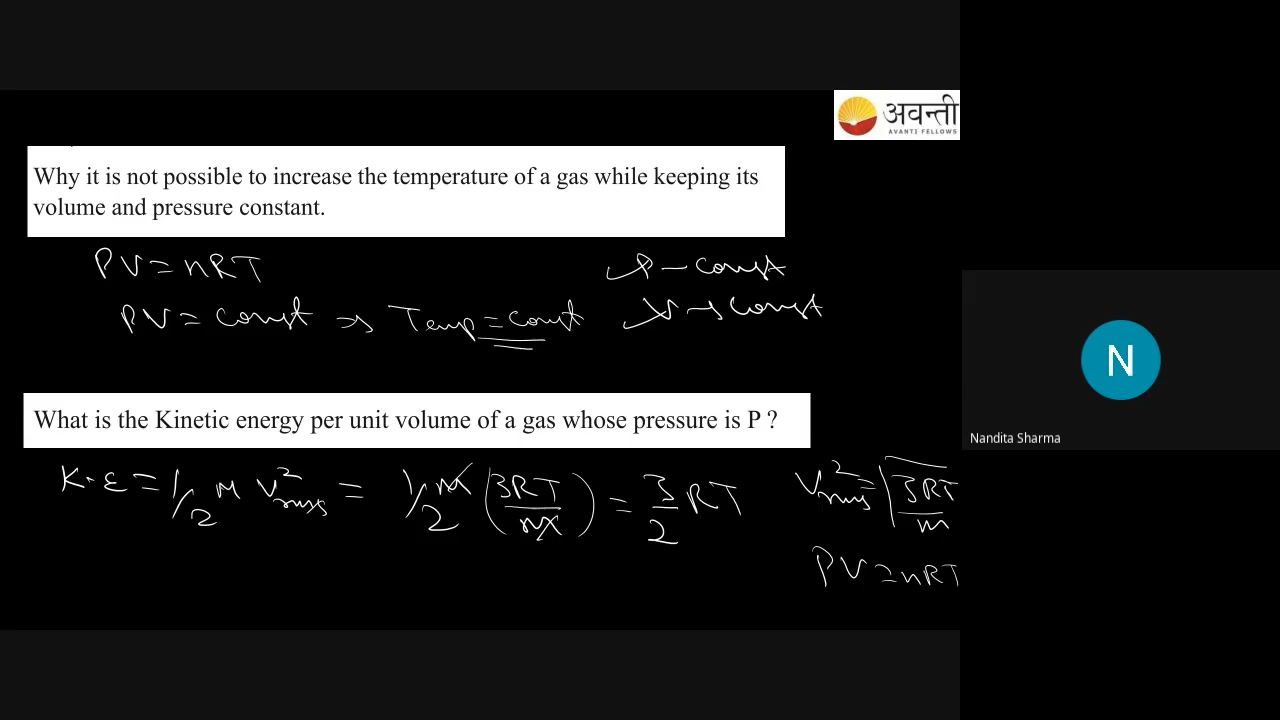 अवन्ती
AVANTI FELLOWS
Why it is not possible to increase the temperature of a gas while keeping its
volume and pressure constant.
PV = nRT
P - const
PV = const ⇒ Temp = const
V → const
What is the Kinetic energy per unit volume of a gas whose pressure is P ?
K.E = 1/2 M V²rms = 1/2 M (3RT/M) = 3/2 RT
V²rms = √3RT/m
PV = nRT
N
Nandita Sharma